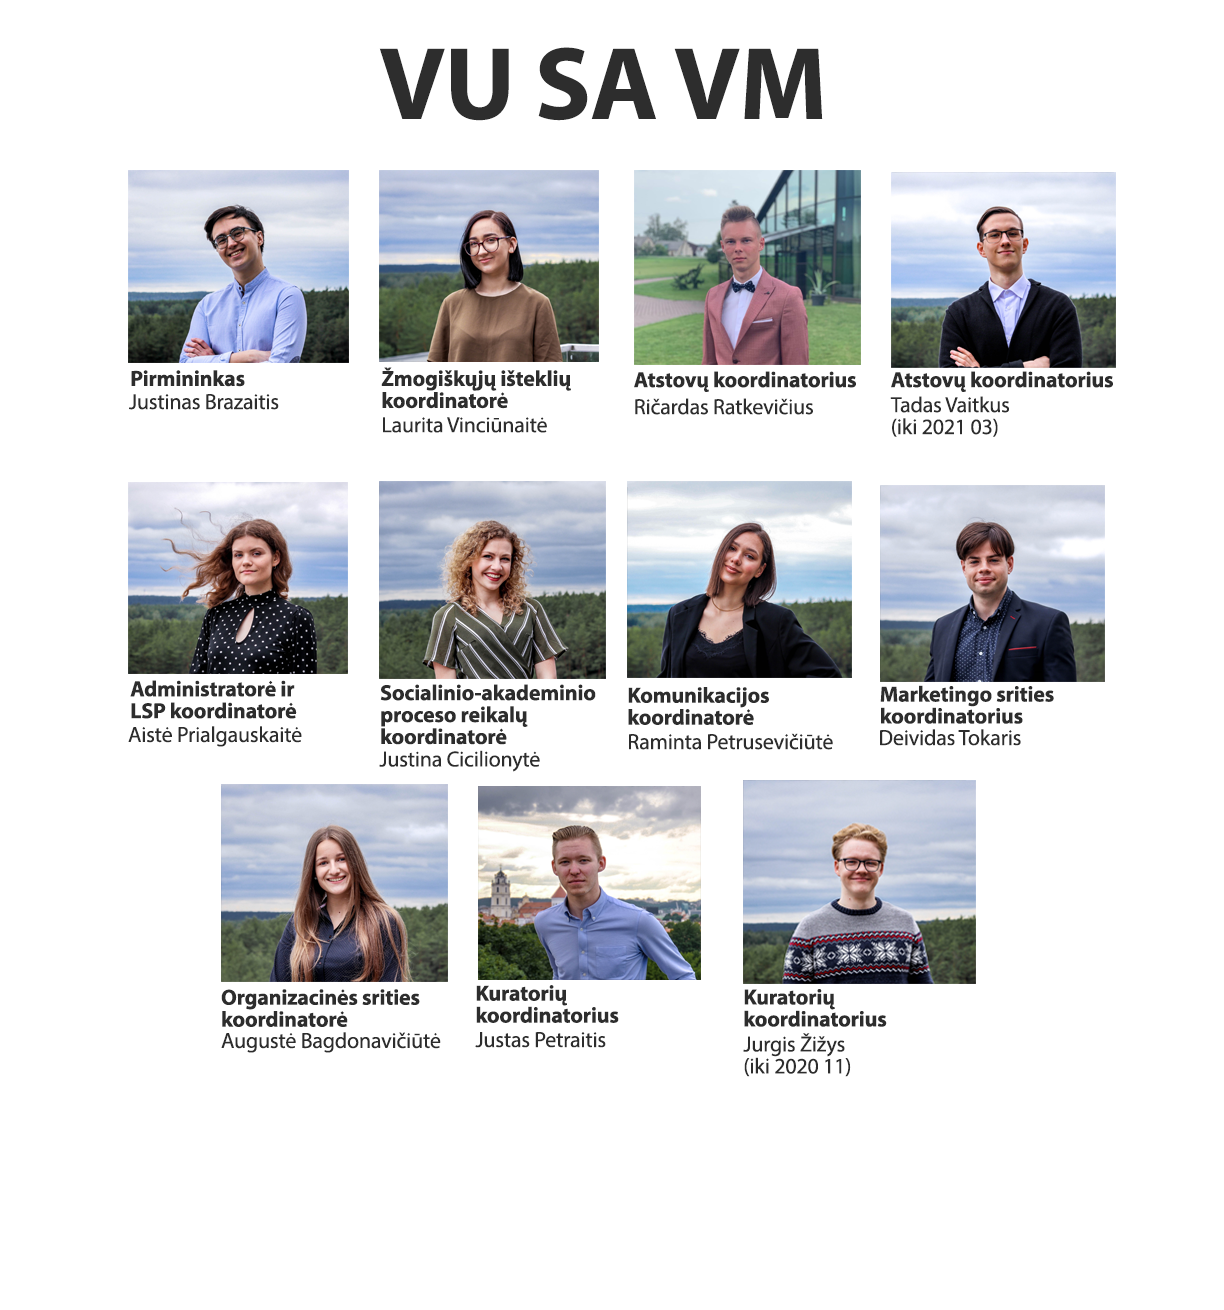 VU SA VM
Pirmininkas
Justinas Brazaitis
Žmogiškųjų išteklių
koordinatorė
Laurita Vinciūnaitė
Atstovų koordinatorius
Ričardas Ratkevičius
Atstovų koordinatorius
Tadas Vaitkus
(iki 2021 03)
Administratorė ir
LSP koordinatorė
Aistė Prialgauskaitė
Socialinio-akademinio
proceso reikalų
koordinatorė
Justina Cicilionytė
Komunikacijos
koordinatorė
Raminta Petrusevičiūtė
Marketingo srities
koordinatorius
Deividas Tokaris
Organizacinės srities
koordinatorė
Augustė Bagdonavičiūtė
Kuratorių
koordinatorius
Justas Petraitis
Kuratorių
koordinatorius
Jurgis Žižys
(iki 2020 11)